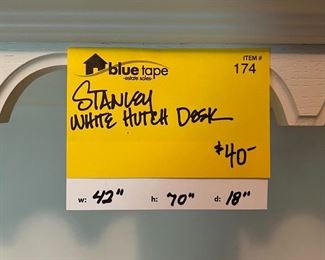 blue tape
-estate sales-
ITEM #
174
STANLEY
WHITE HUTCH DESK
$40-
w: 42" h: 70" d: 18"